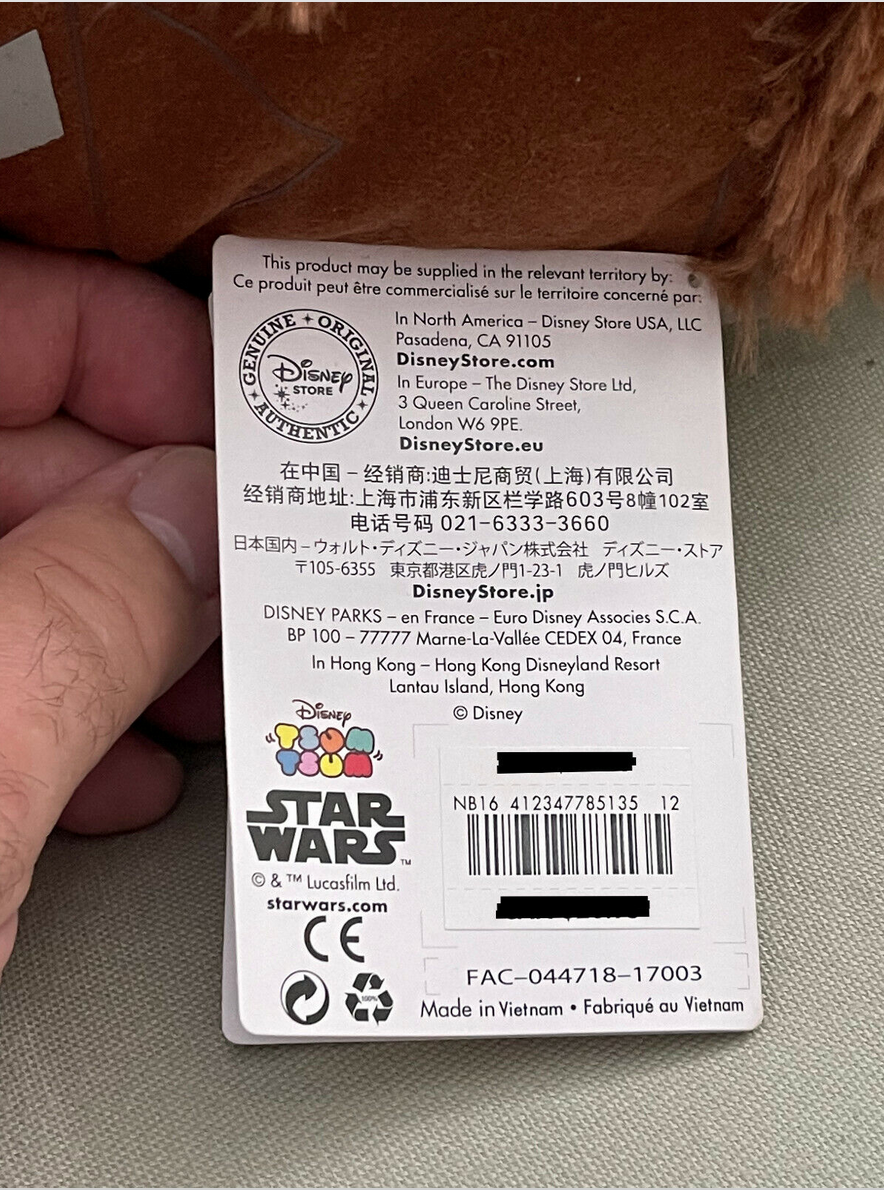 This product may be supplied in the relevant territory by:
Ce produit peut être commercialisé sur le territoire concerné par:
GENUINE ORIGINAL AUTHENTIC
Disney
STORE
In North America – Disney Store USA, LLC
Pasadena, CA 91105
DisneyStore.com
In Europe – The Disney Store Ltd,
3 Queen Caroline Street,
London W6 9PE.
DisneyStore.eu
在中国 – 经销商:迪士尼商贸(上海)有限公司
经销商地址:上海市浦东新区栏学路603号8幢102室
电话号码 021-6333-3660
日本国内 – ウォルト・ディズニー・ジャパン株式会社 ディズニー・ストア
〒105-6355 東京都港区虎ノ門1-23-1 虎ノ門ヒルズ
DisneyStore.jp
DISNEY PARKS – en France – Euro Disney Associes S.C.A.
BP 100 – 77777 Marne-La-Vallée CEDEX 04, France
In Hong Kong – Hong Kong Disneyland Resort
Lantau Island, Hong Kong
© Disney
Disney
TSUM
TSUM
STAR
WARS™
© & ™ Lucasfilm Ltd.
starwars.com
CE
100%
NB16 412347785135 12
FAC-044718-17003
Made in Vietnam • Fabriqué au Vietnam